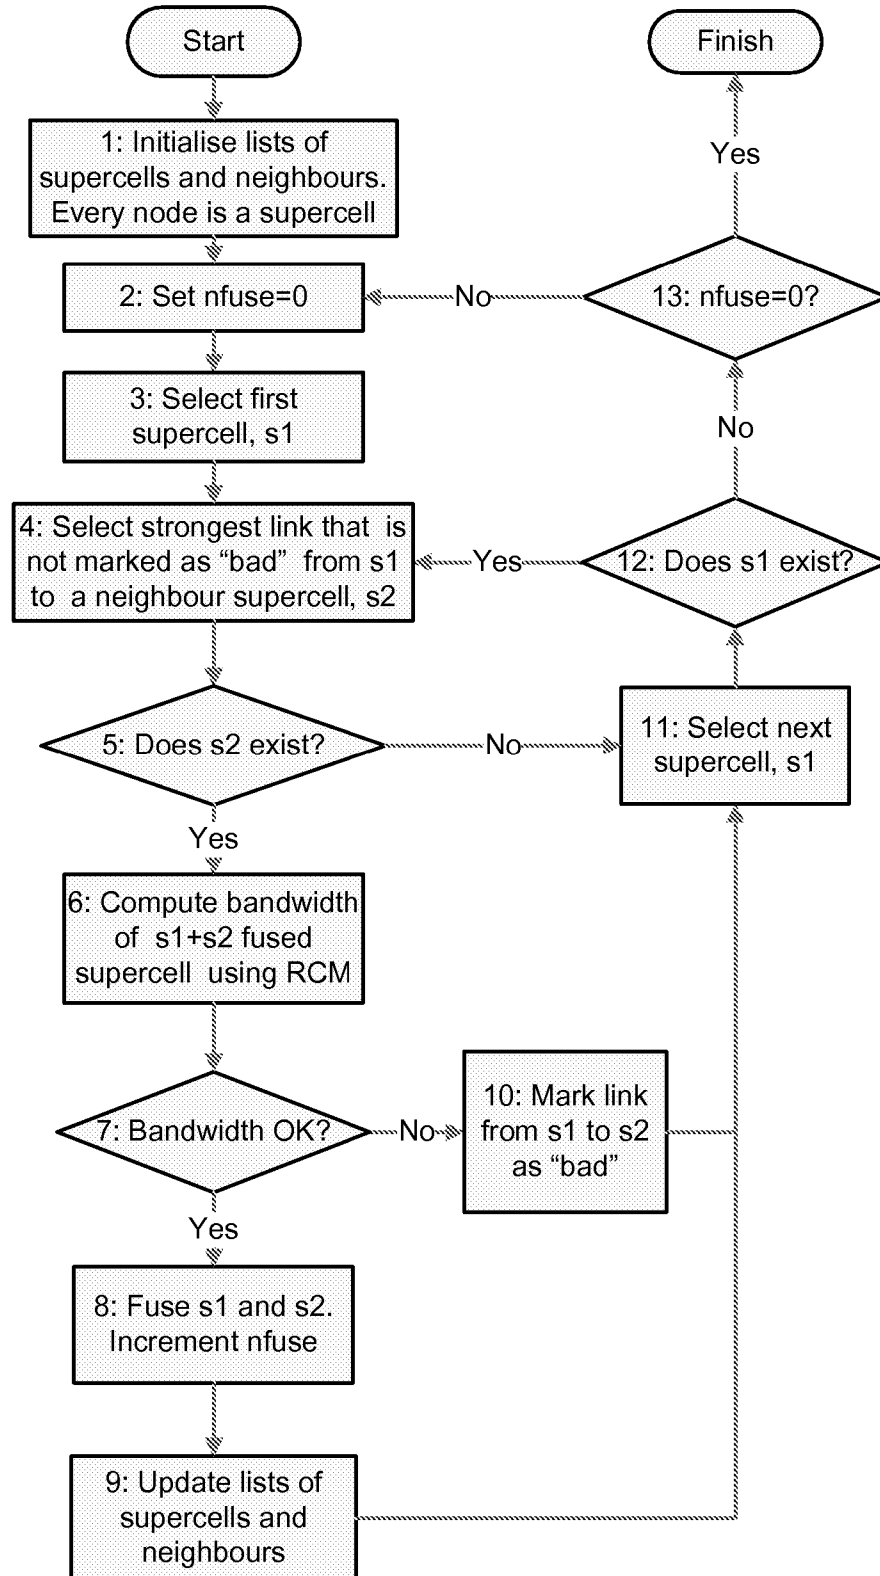 Start
1: Initialise lists of
supercells and neighbours.
Every node is a supercell
2: Set nfuse=0
3: Select first
supercell, s1
4: Select strongest link that is
not marked as “bad” from s1
to a neighbour supercell, s2
5: Does s2 exist?
No
Yes
6: Compute bandwidth
of s1+s2 fused
supercell using RCM
7: Bandwidth OK?
No
Yes
8: Fuse s1 and s2.
Increment nfuse
9: Update lists of
supercells and
neighbours
10: Mark link
from s1 to s2
as “bad”
11: Select next
supercell, s1
12: Does s1 exist?
Yes
No
13: nfuse=0?
No
Yes
Finish